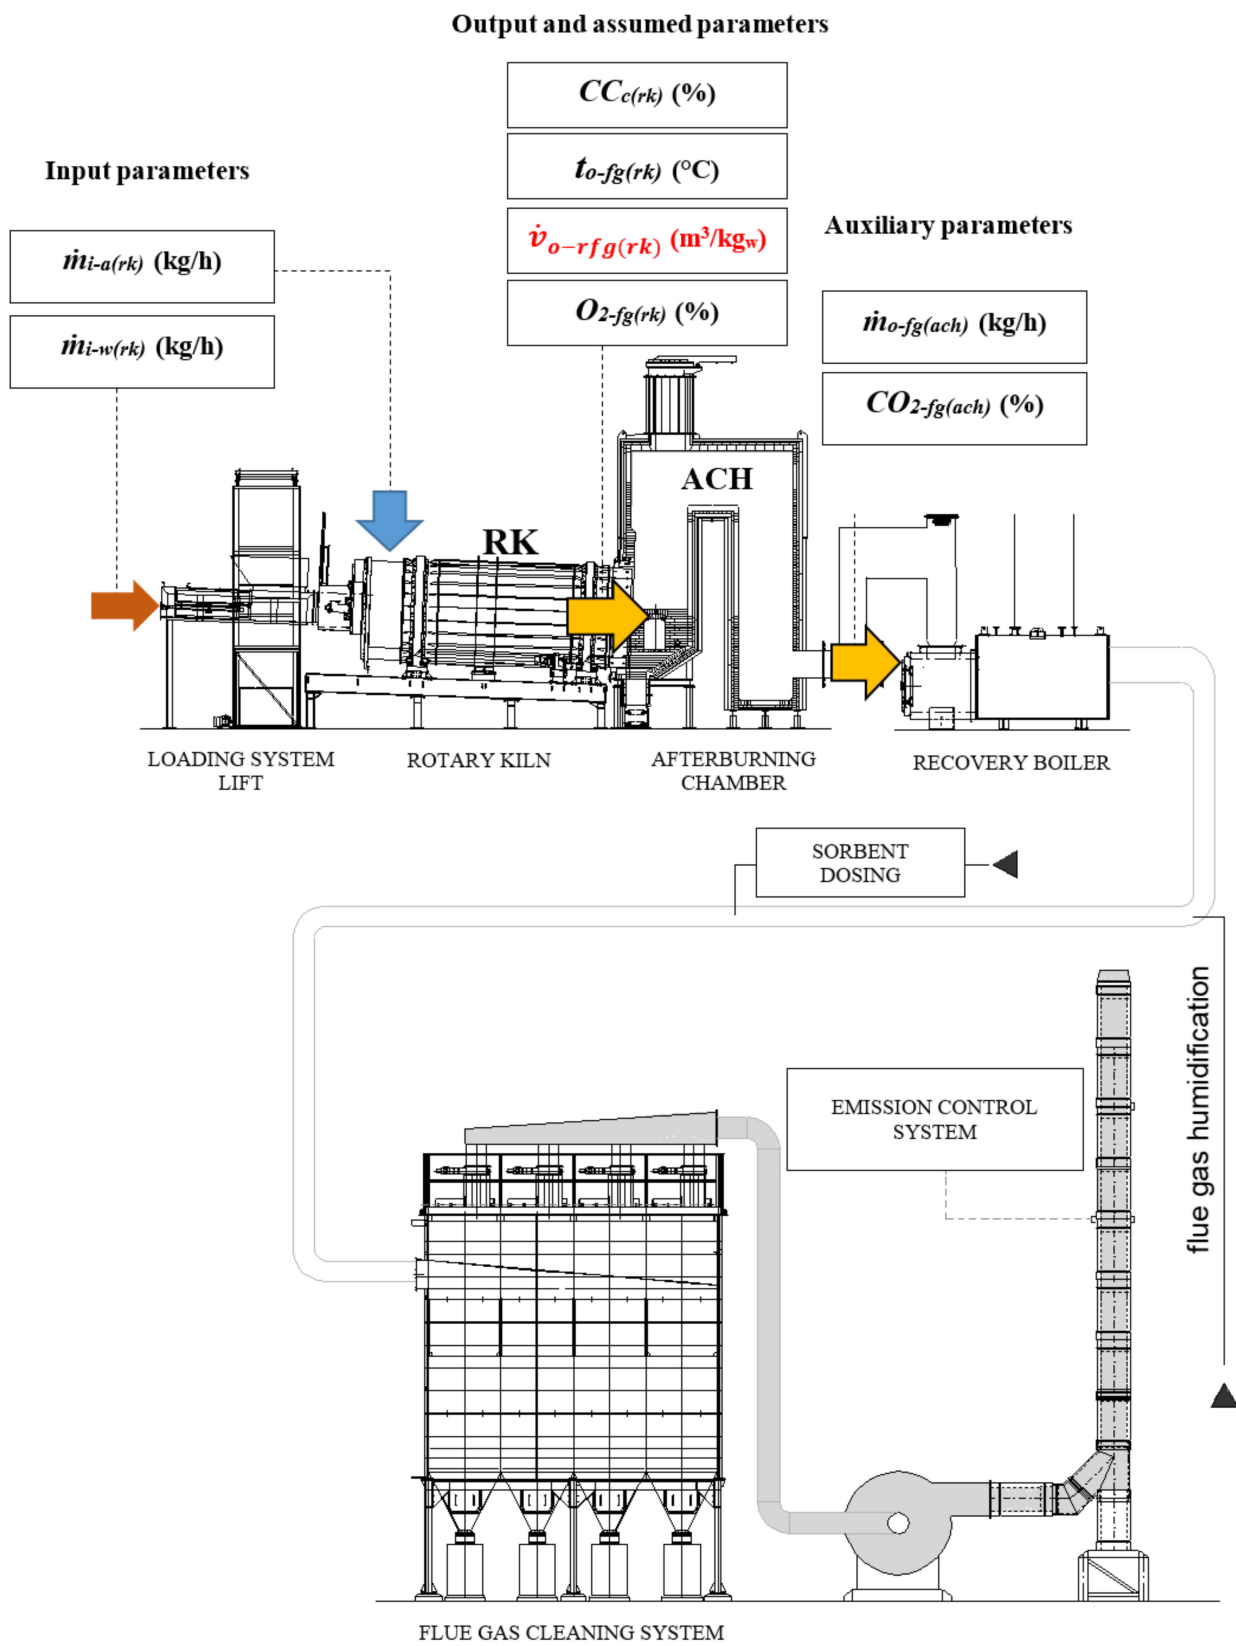 Output and assumed parameters
CCc(rk) (%)
to-fg(rk) (°C)
v̇o−rfg(rk) (m³/kgw)
O2-fg(rk) (%)
Input parameters
ṁi-a(rk) (kg/h)
ṁi-w(rk) (kg/h)
Auxiliary parameters
ṁo-fg(ach) (kg/h)
CO2-fg(ach) (%)
ACH
RK
LOADING SYSTEM
LIFT
ROTARY KILN
AFTERBURNING
CHAMBER
RECOVERY BOILER
SORBENT
DOSING
flue gas humidification
EMISSION CONTROL
SYSTEM
FLUE GAS CLEANING SYSTEM